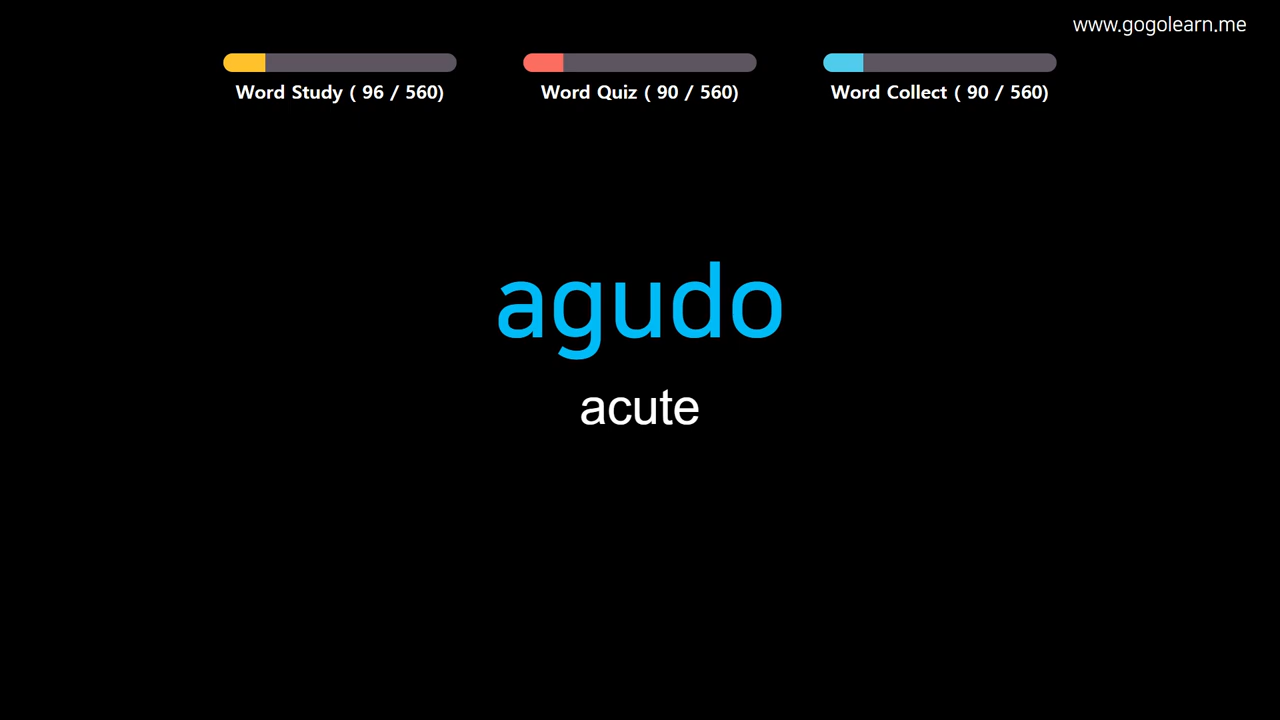 www.gogolearn.me
Word Study ( 96 / 560)
Word Quiz ( 90 / 560)
Word Collect ( 90 / 560)
agudo
acute